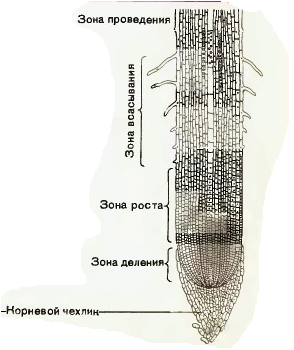 Зона проведения
Зона всасывания
Зона роста
Зона деления
Корневой чехлик